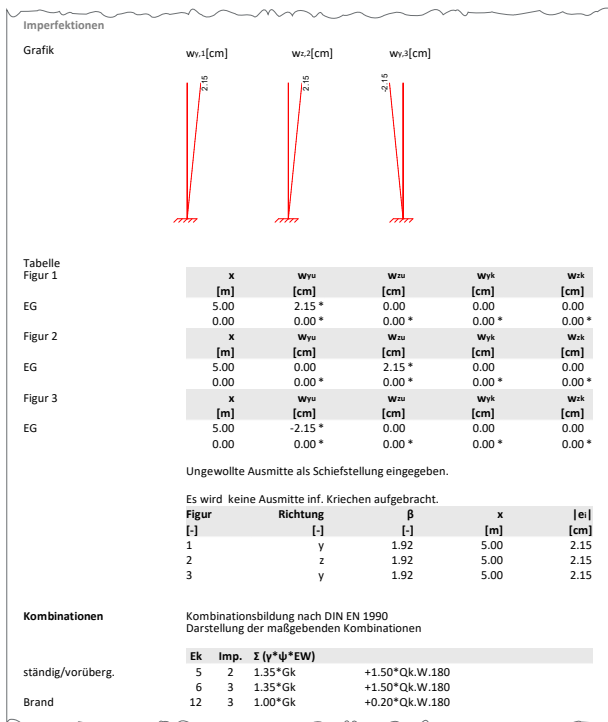 Imperfektionen
Grafik wy,1[cm] wz,2[cm] wy,3[cm]
2.15 2.15 -2.15
Tabelle
Figur 1 x wyu wzu wyk wzk
[m] [cm] [cm] [cm] [cm]
EG 5.00 2.15 * 0.00 0.00 0.00
0.00 0.00 * 0.00 * 0.00 * 0.00 *
Figur 2 x wyu wzu wyk wzk
[m] [cm] [cm] [cm] [cm]
EG 5.00 0.00 2.15 * 0.00 0.00
0.00 0.00 * 0.00 * 0.00 * 0.00 *
Figur 3 x wyu wzu wyk wzk
[m] [cm] [cm] [cm] [cm]
EG 5.00 -2.15 * 0.00 0.00 0.00
0.00 0.00 * 0.00 * 0.00 * 0.00 *
Ungewollte Ausmitte als Schiefstellung eingegeben.
Es wird keine Ausmitte inf. Kriechen aufgebracht.
Figur Richtung β x |ei|
[-] [-] [-] [m] [cm]
1 y 1.92 5.00 2.15
2 z 1.92 5.00 2.15
3 y 1.92 5.00 2.15
Kombinationen Kombinationsbildung nach DIN EN 1990
Darstellung der maßgebenden Kombinationen
Ek Imp. Σ (γ*ψ*EW)
ständig/vorüberg. 5 2 1.35*Gk +1.50*Qk.W.180
6 3 1.35*Gk +1.50*Qk.W.180
Brand 12 3 1.00*Gk +0.20*Qk.W.180